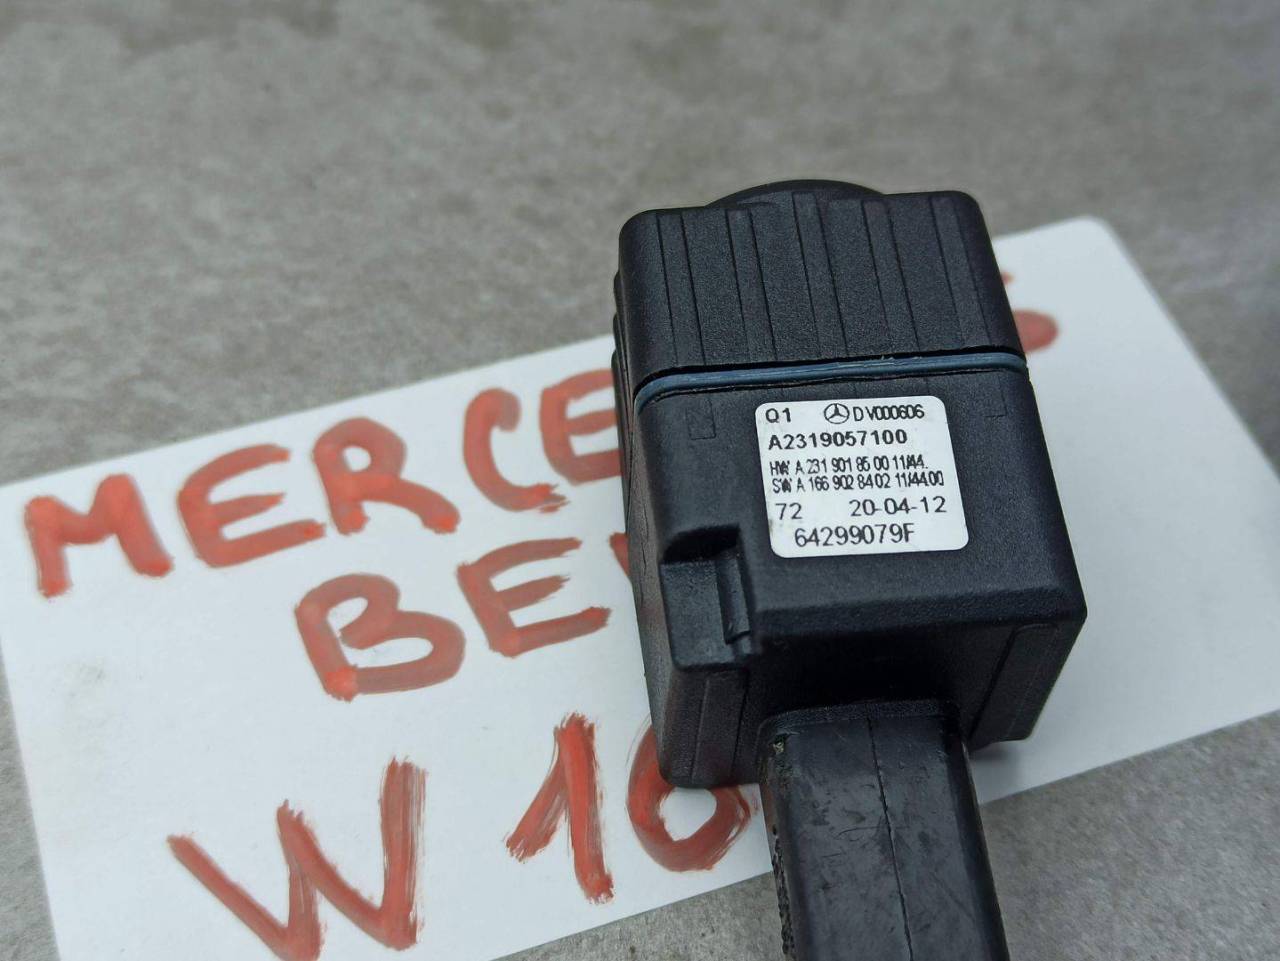 MERCE
BE
W 16
Q1 DV000606
A2319057100
HW A 231 901 85 00 11/44.
SW A 166 902 84 02 11/44.00
72 20-04-12
64299079F